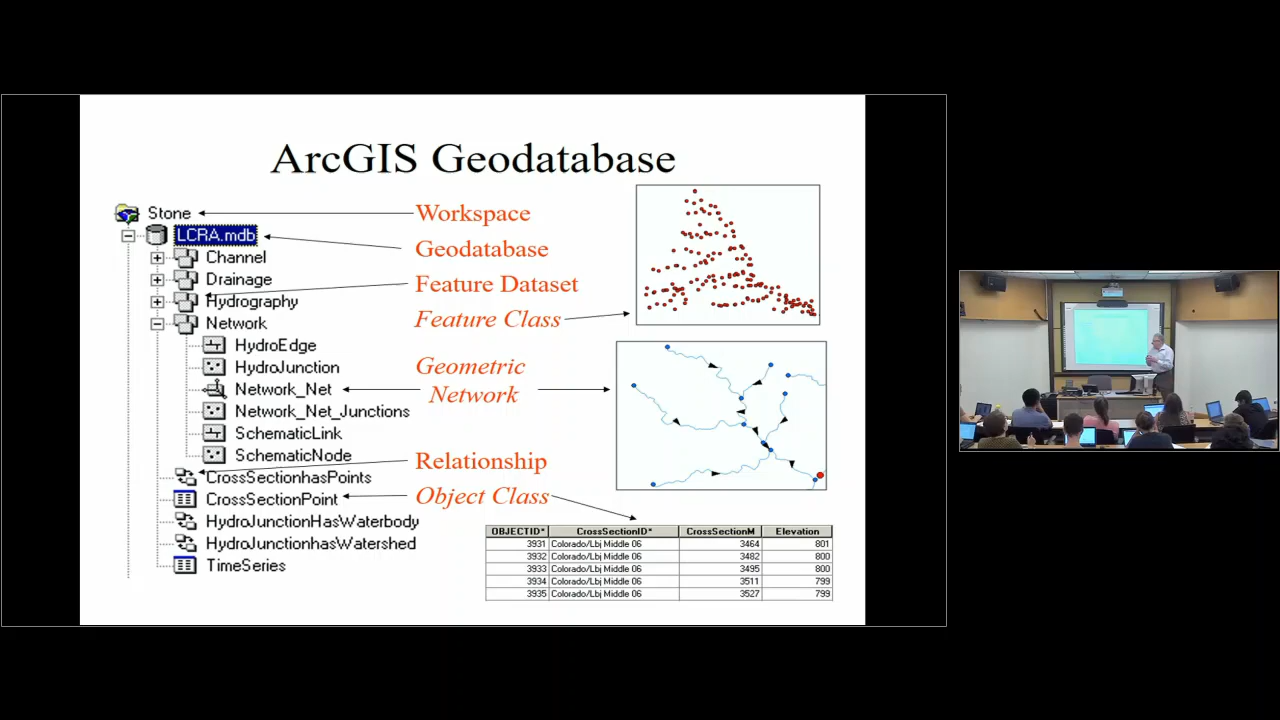 ArcGIS Geodatabase
Stone
Workspace
LCRA.mdb
Geodatabase
Channel
Drainage
Feature Dataset
Hydrography
Feature Class
Network
HydroEdge
HydroJunction
Geometric
Network
Network_Net
Network_Net_Junctions
SchematicLink
SchematicNode
Relationship
CrossSectionhasPoints
CrossSectionPoint
Object Class
HydroJunctionHasWaterbody
HydroJunctionhasWatershed
TimeSeries
OBJECTID* CrossSectionID* CrossSectionM Elevation
3931 Colorado/Lbj Middle 06 3464 801
3932 Colorado/Lbj Middle 06 3482 800
3933 Colorado/Lbj Middle 06 3495 800
3934 Colorado/Lbj Middle 06 3511 799
3935 Colorado/Lbj Middle 06 3527 799